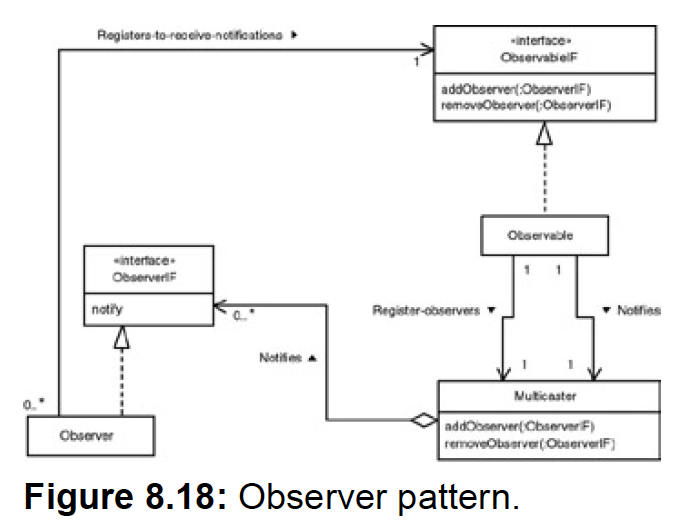 Registers-to-receive-notifications ▶
1
«interface»
ObservableIF
addObserver(:ObserverIF)
removeObserver(:ObserverIF)
Observable
1 1
«interface»
ObserverIF
notify
0..*
Register-observers ▼
▼ Notifies
Notifies ▲
1 1
Multicaster
addObserver(:ObserverIF)
removeObserver(:ObserverIF)
0..*
Observer
Figure 8.18: Observer pattern.